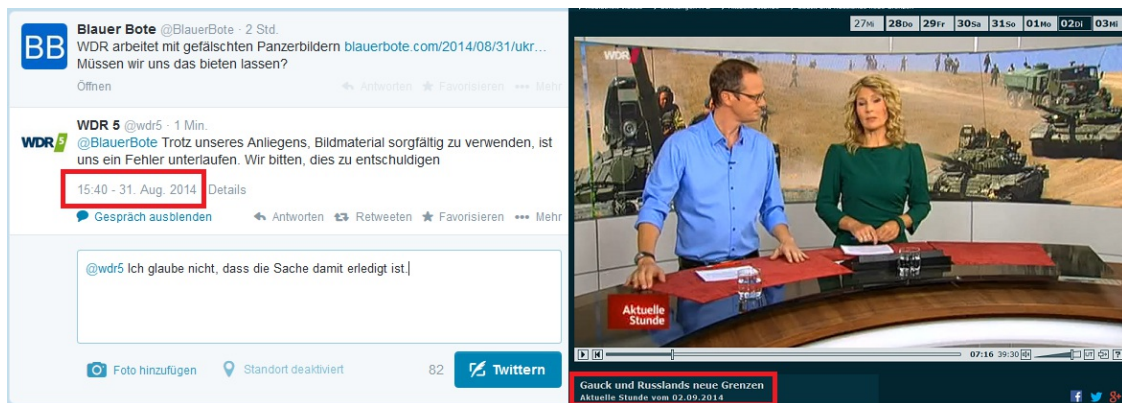 BB
Blauer Bote @BlauerBote · 2 Std.
WDR arbeitet mit gefälschten Panzerbildern blauerbote.com/2014/08/31/ukr…
Müssen wir uns das bieten lassen?
Öffnen
Antworten Favorisieren Mehr
WDR 5
WDR 5 @wdr5 · 1 Min.
@BlauerBote Trotz unseres Anliegens, Bildmaterial sorgfältig zu verwenden, ist
uns ein Fehler unterlaufen. Wir bitten, dies zu entschuldigen
15:40 - 31. Aug. 2014 Details
Gespräch ausblenden Antworten Retweeten Favorisieren Mehr
@wdr5 Ich glaube nicht, dass die Sache damit erledigt ist.
Foto hinzufügen Standort deaktiviert 82 Twittern
27Mi 28Do 29Fr 30Sa 31So 01Mo 02Di 03Mi
WDR
Aktuelle
Stunde
07:16 39:30 UT ?
Gauck und Russlands neue Grenzen
Aktuelle Stunde vom 02.09.2014